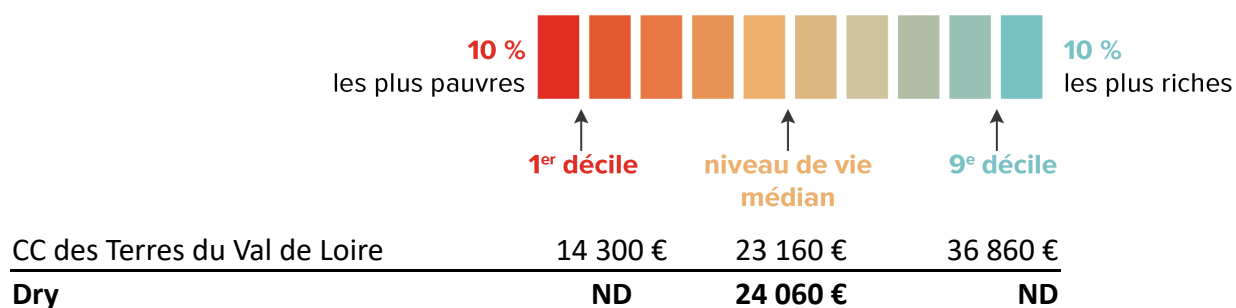 10 %
les plus pauvres
10 %
les plus riches
1er décile
niveau de vie
médian
9e décile
CC des Terres du Val de Loire 14 300 € 23 160 € 36 860 €
Dry ND 24 060 € ND